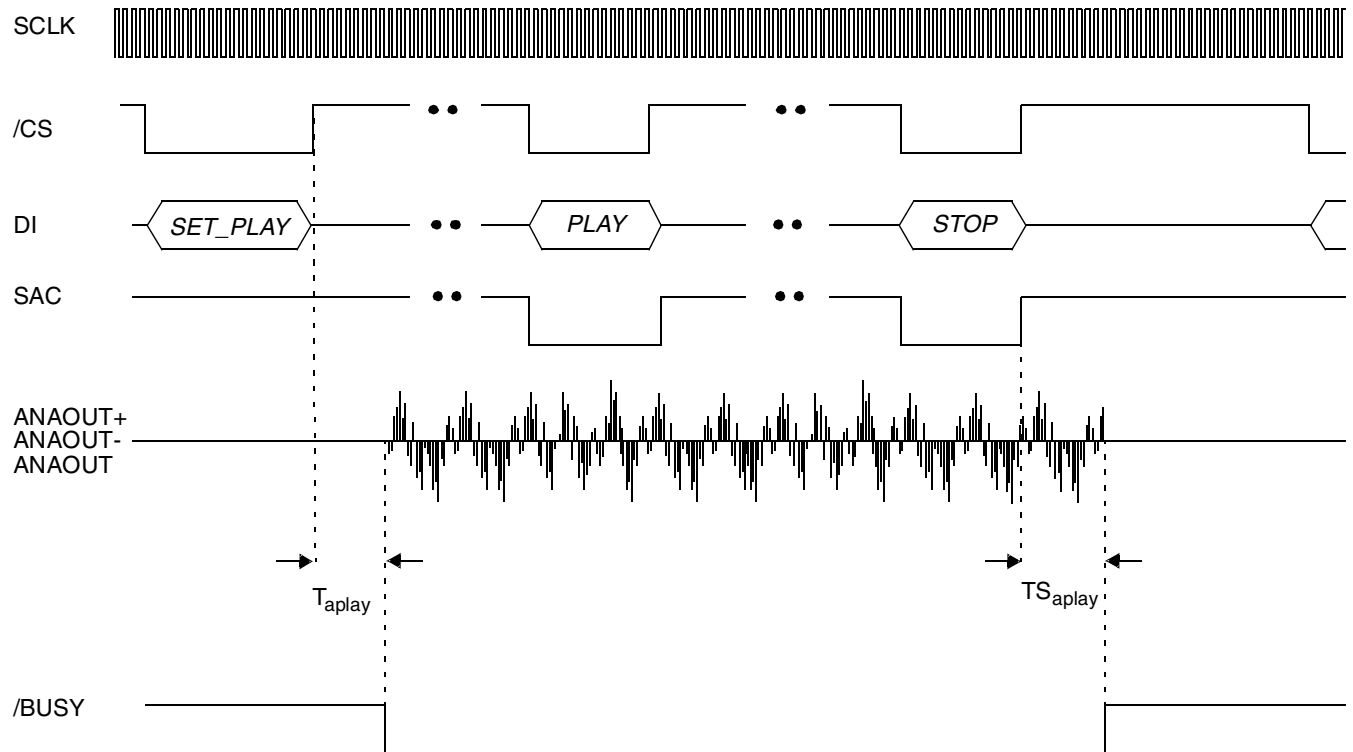 SCLK
/CS
DI
SET_PLAY
PLAY
STOP
SAC
ANAOUT+
ANAOUT-
ANAOUT
Taplay
TSaplay
/BUSY